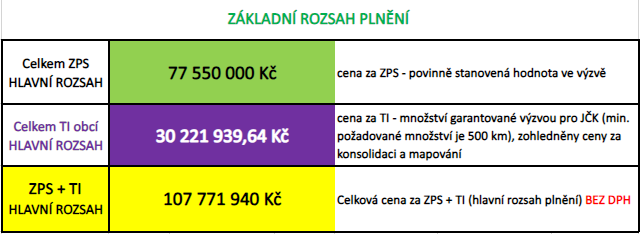 ZÁKLADNÍ ROZSAH PLNĚNÍ
Celkem ZPS
HLAVNÍ ROZSAH
77 550 000 Kč
cena za ZPS - povinně stanovená hodnota ve výzvě
Celkem TI obcí
HLAVNÍ ROZSAH
30 221 939,64 Kč
cena za TI - množství garantované výzvou pro JČK (min.
požadované množství je 500 km), zohledněny ceny za
konsolidaci a mapování
ZPS + TI
HLAVNÍ ROZSAH
107 771 940 Kč
Celková cena za ZPS + TI (hlavní rozsah plnění) BEZ DPH